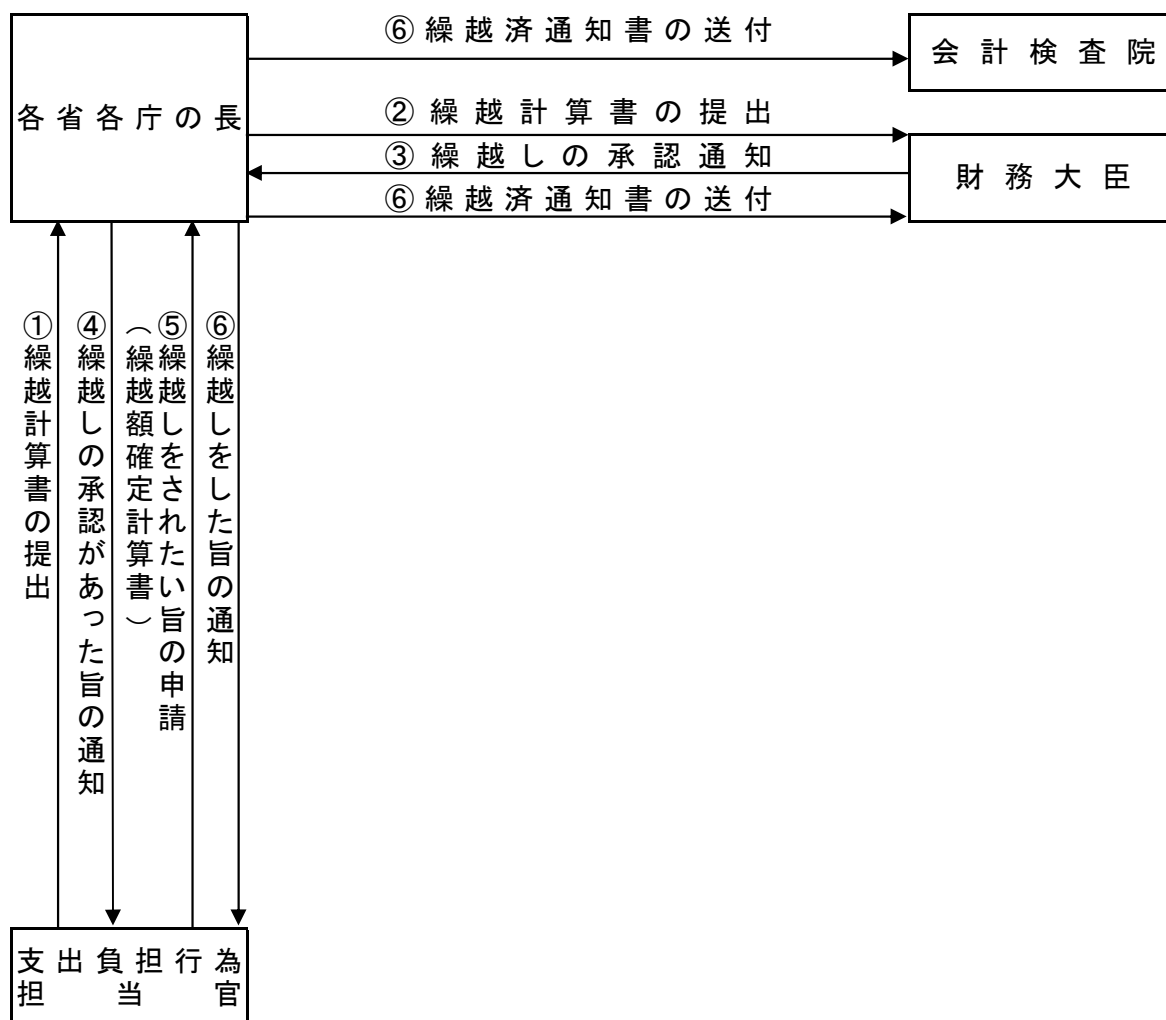 ⑥繰越済通知書の送付
会計検査院
各省各庁の長
②繰越計算書の提出
③繰越しの承認通知
財務大臣
⑥繰越済通知書の送付
①繰越計算書の提出
④繰越しの承認があった旨の通知
⑤繰越しをされたい旨の申請
（繰越額確定計算書）
⑥繰越しをした旨の通知
支出負担行為
担当官